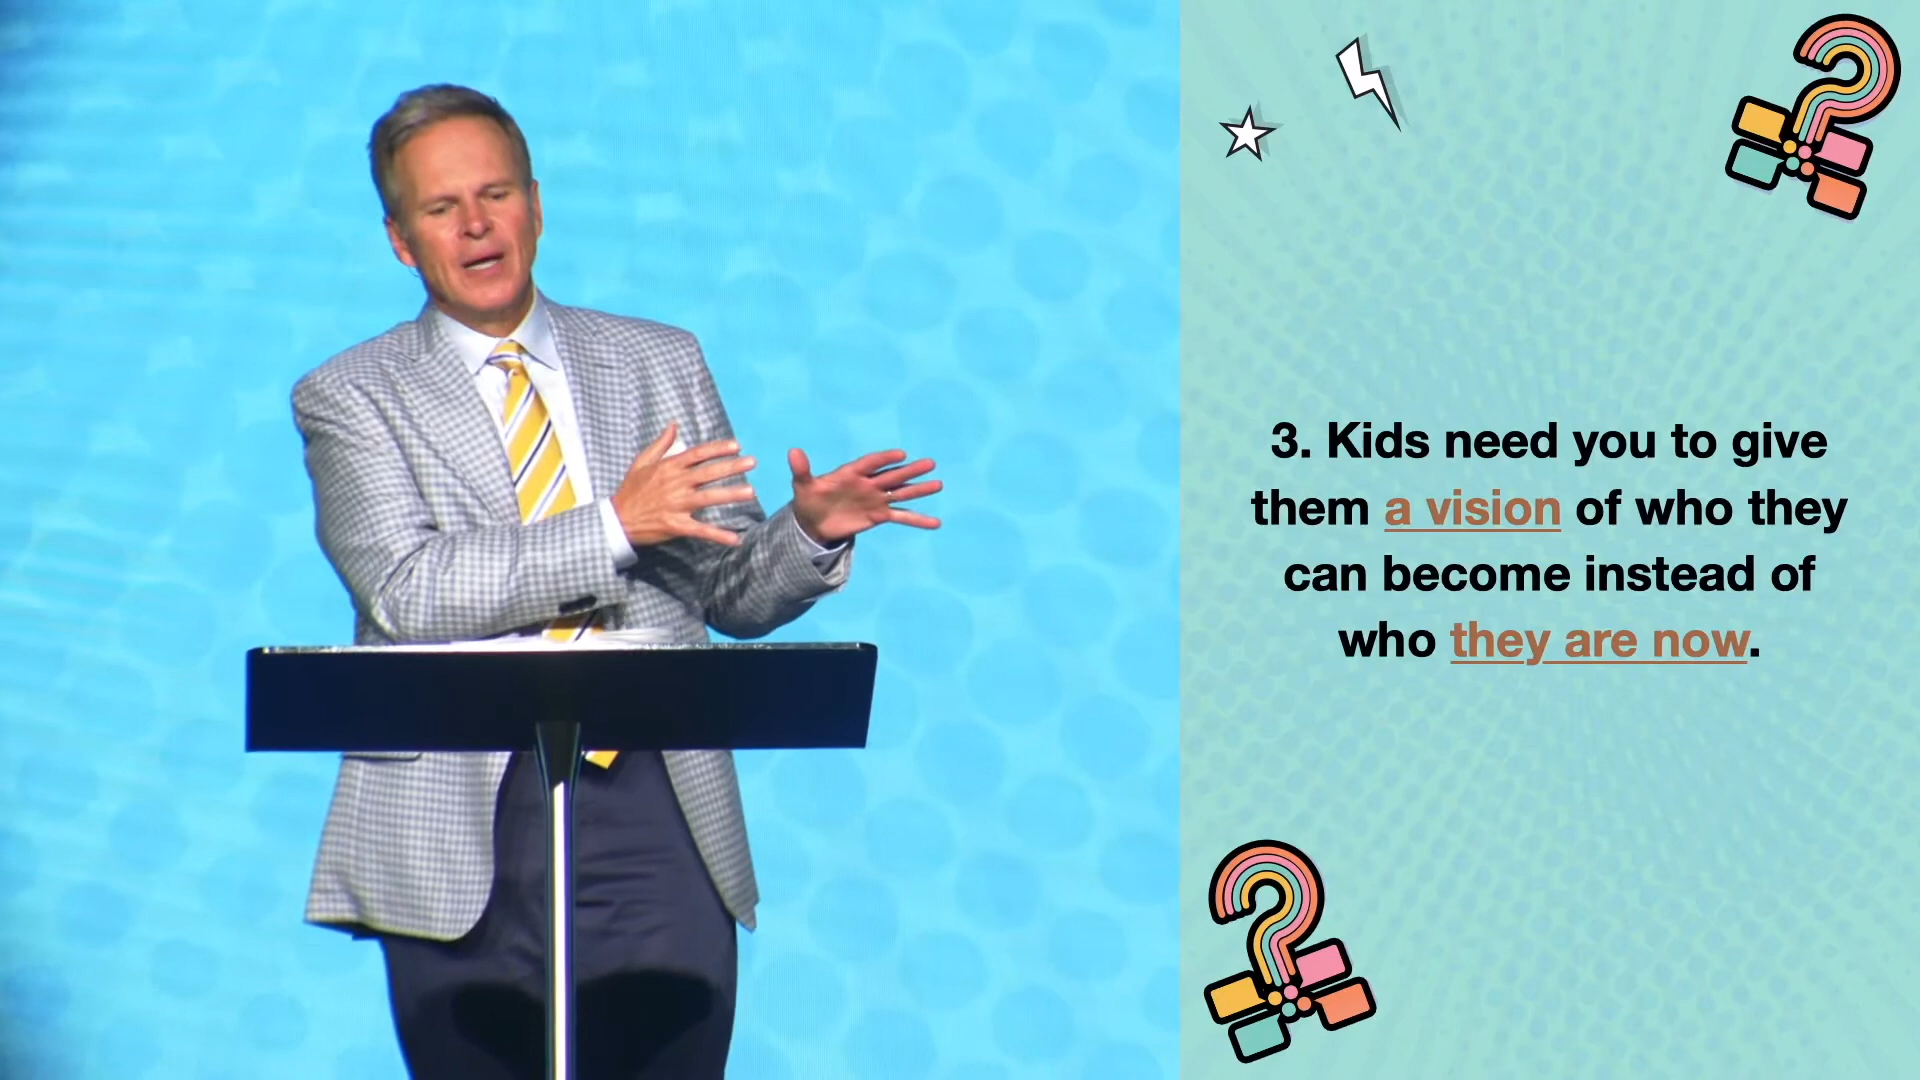 3. Kids need you to give
them a vision of who they
can become instead of
who they are now.